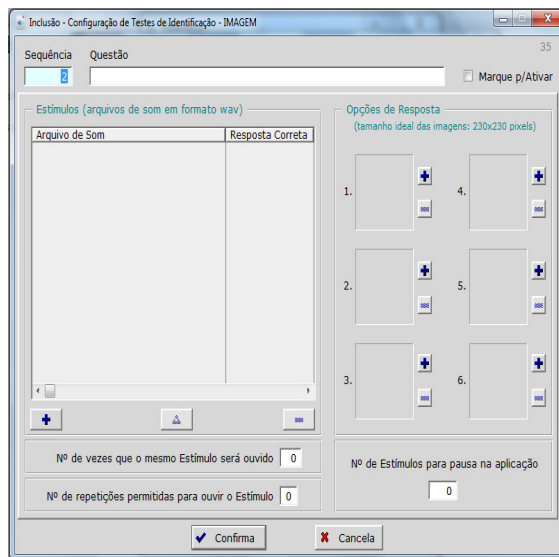 Inclusão - Configuração de Testes de Identificação - IMAGEM
35
Sequência Questão
2
Marque p/Ativar
Estímulos (arquivos de som em formato wav)
Arquivo de Som Resposta Correta
Opções de Resposta
(tamanho ideal das imagens: 230x230 pixels)
1. 4.
2. 5.
3. 6.
Nº de vezes que o mesmo Estímulo será ouvido 0
Nº de repetições permitidas para ouvir o Estímulo 0
Nº de Estímulos para pausa na aplicação
0
Confirma Cancela